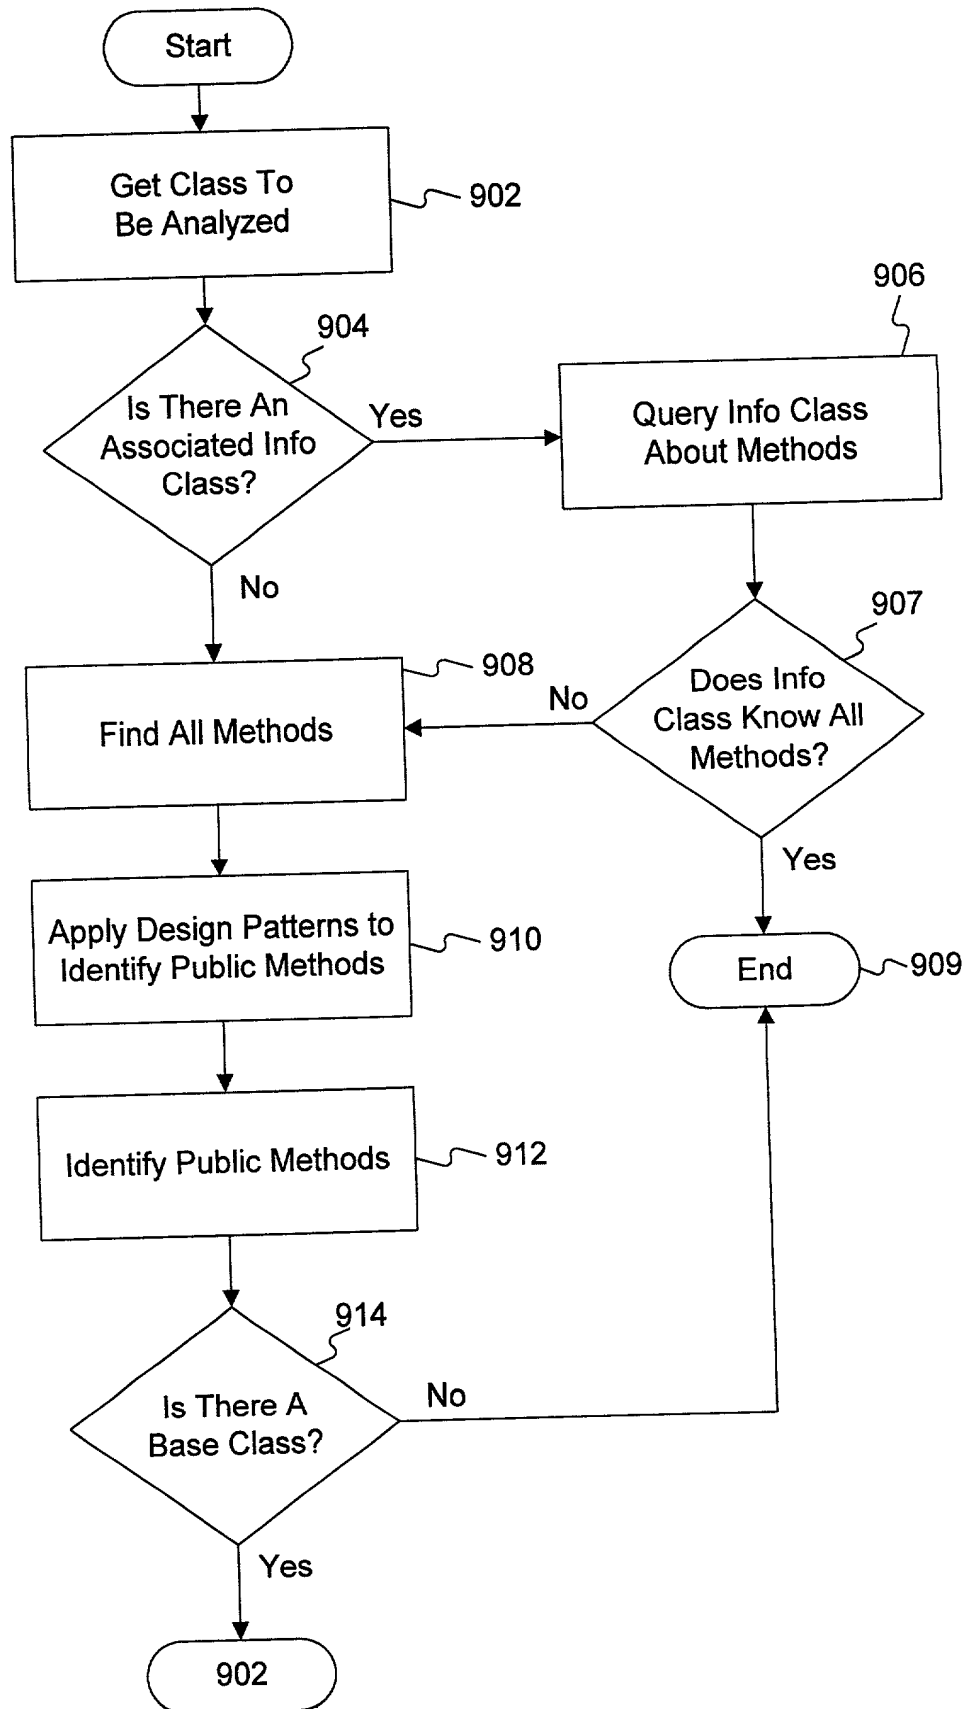 Start
Get Class To
Be Analyzed
902
906
904
Is There An
Associated Info
Class?
Yes
Query Info Class
About Methods
No
907
908
Find All Methods
No
Does Info
Class Know All
Methods?
Yes
Apply Design Patterns to
Identify Public Methods
910
End
909
Identify Public Methods
912
914
Is There A
Base Class?
No
Yes
902